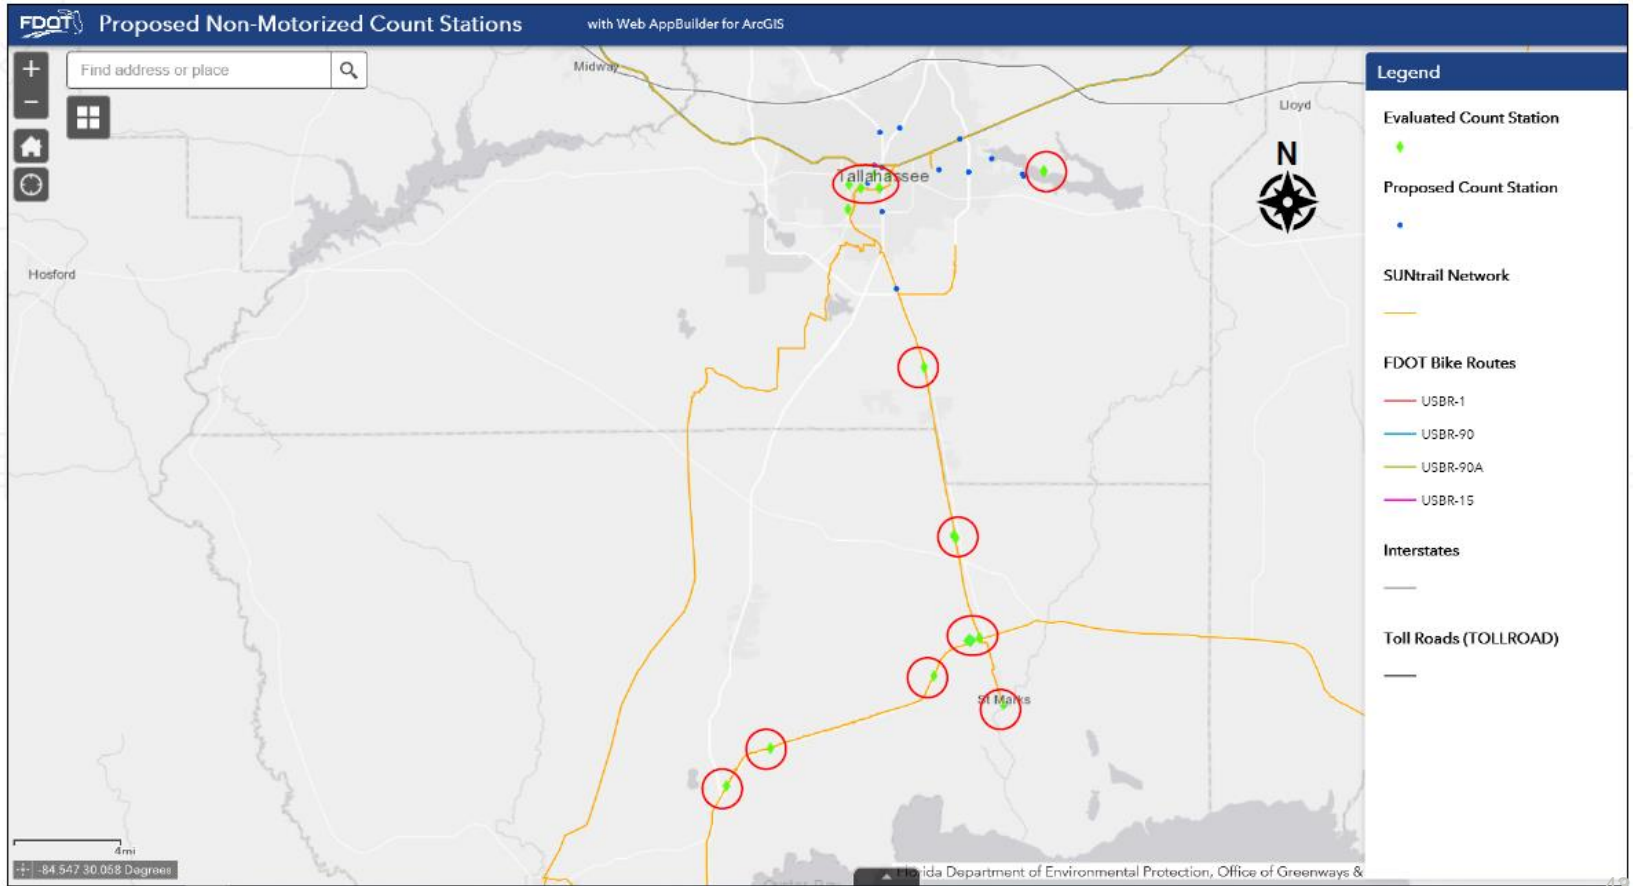 FDOT Proposed Non-Motorized Count Stations with Web AppBuilder for ArcGIS
+
Find address or place
−
Midway
Lloyd
N
Tallahassee
Hosford
St Marks
4mi
-84.547 30.058 Degrees
rida Department of Environmental Protection, Office of Greenways &
Legend
Evaluated Count Station
Proposed Count Station
SUNtrail Network
FDOT Bike Routes
USBR-1
USBR-90
USBR-90A
USBR-15
Interstates
Toll Roads (TOLLROAD)